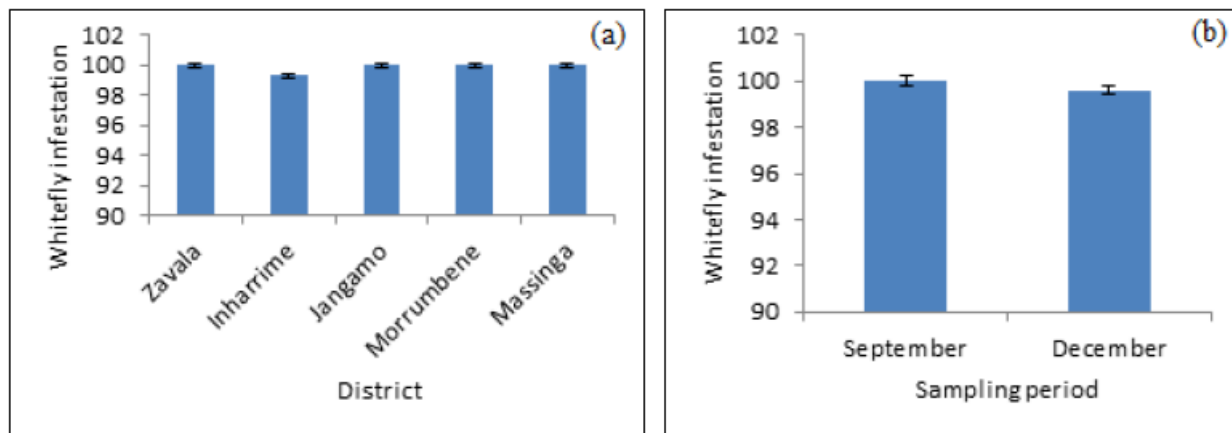 (a)
Whitefly infestation
102
100
98
96
94
92
90
Zavala
Inharrime
Jangamo
Morrumbene
Massinga
District
(b)
Whitefly infestation
102
100
98
96
94
92
90
September
December
Sampling period